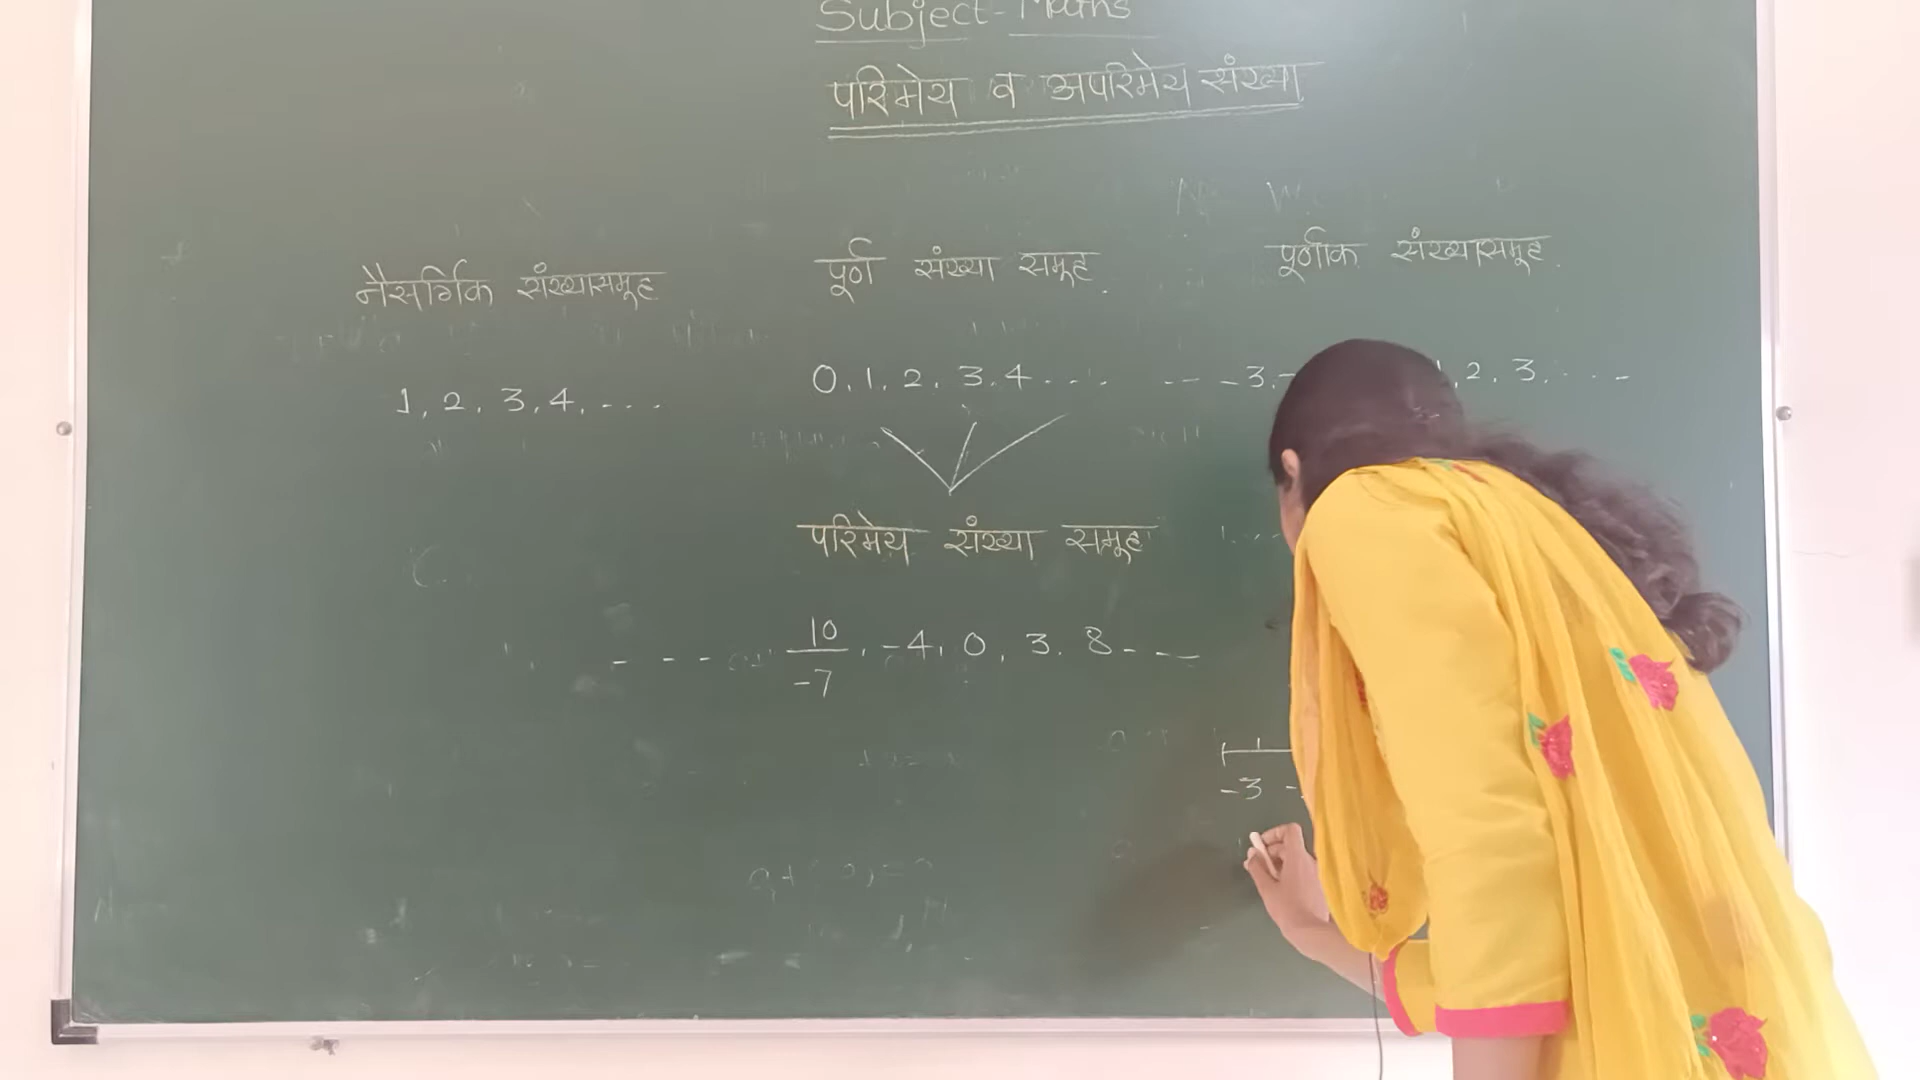 Subject - Maths
परिमेय व अपरिमेय संख्या
नैसर्गिक संख्यासमूह
पूर्ण संख्या समूह
पूर्णांक संख्यासमूह
1, 2, 3, 4, ...
0, 1, 2, 3, 4 ....
-- -3, - 1, 2, 3, ....
परिमेय संख्या समूह
---- 10/-7, -4, 0, 3, 8 ---
-3 -